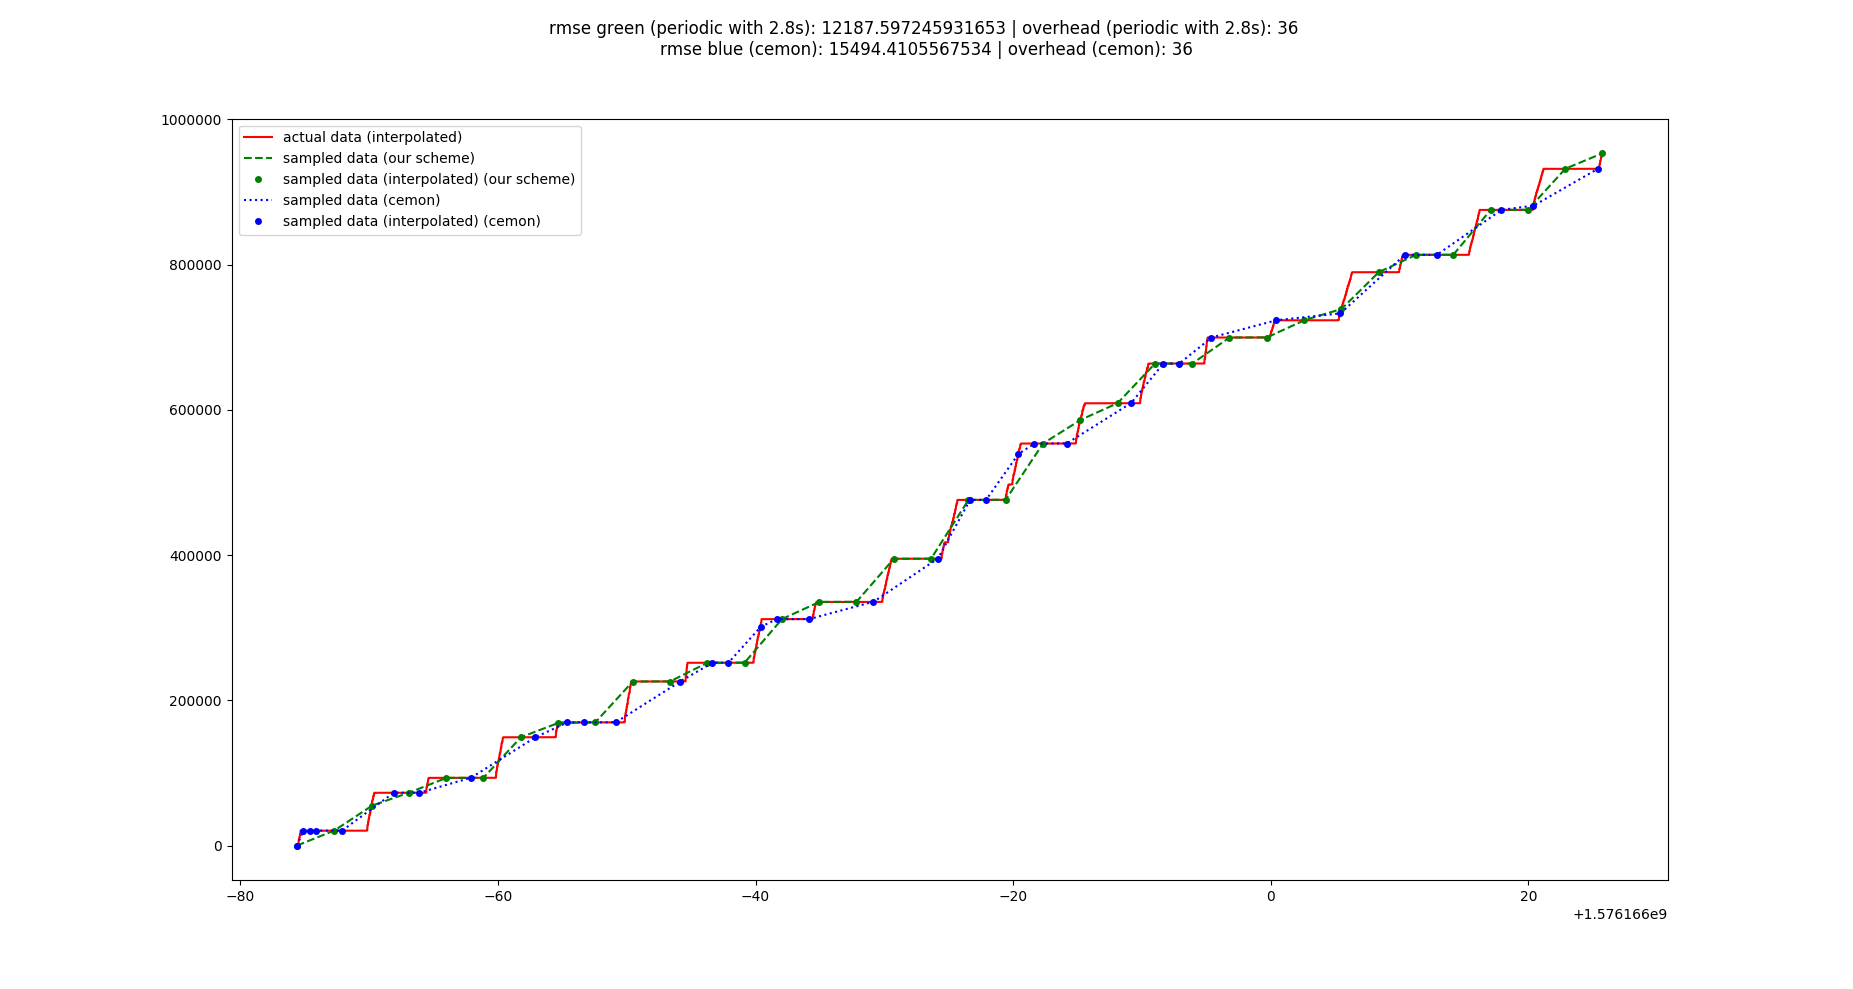 rmse green (periodic with 2.8s): 12187.597245931653 | overhead (periodic with 2.8s): 36
rmse blue (cemon): 15494.4105567534 | overhead (cemon): 36
1000000
800000
600000
400000
200000
0
actual data (interpolated)
sampled data (our scheme)
sampled data (interpolated) (our scheme)
sampled data (cemon)
sampled data (interpolated) (cemon)
−80 −60 −40 −20 0 20
+1.576166e9